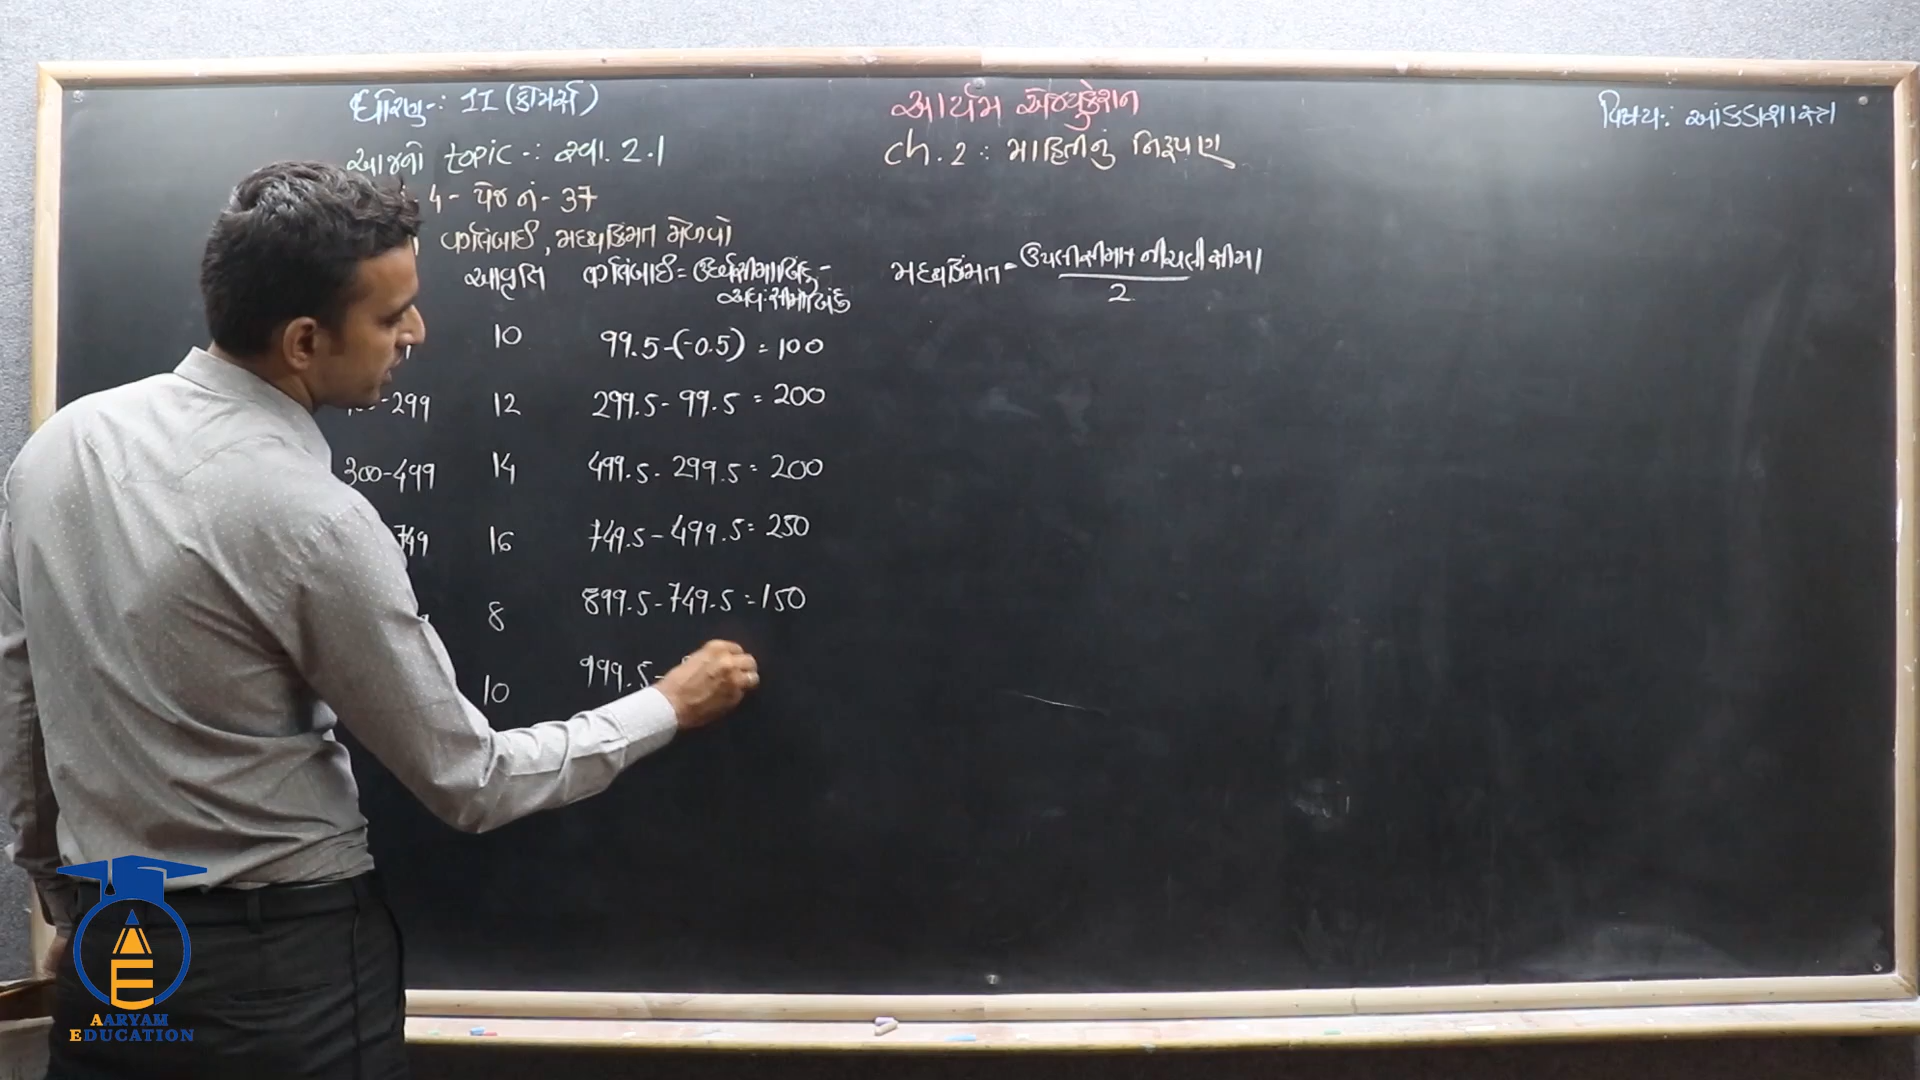 ધોરણ-: 11 (કોમર્સ)
આર્યમ એજ્યુકેશન
વિષય: આંકડાશાસ્ત્ર
આજનો topic-: સ્વા. 2.1
ch. 2 : માહિતીનું નિરૂપણ
4 - પેજ નં - 37
વર્ગલંબાઈ, મધ્યકિંમત મેળવો
આવૃતિ
વર્ગલંબાઈ = ઉર્ધ્વસીમાબિંદુ -
અધઃસીમાબિંદુ
મધ્યકિંમત = ઉપલીસીમા + નીચલી સીમા
2
10 99.5-(-0.5) = 100
-299 12 299.5 - 99.5 = 200
300-499 14 499.5 - 299.5 = 200
749 16 749.5 - 499.5 = 250
8 899.5 - 749.5 = 150
10 999.5 -
AARYAM
EDUCATION